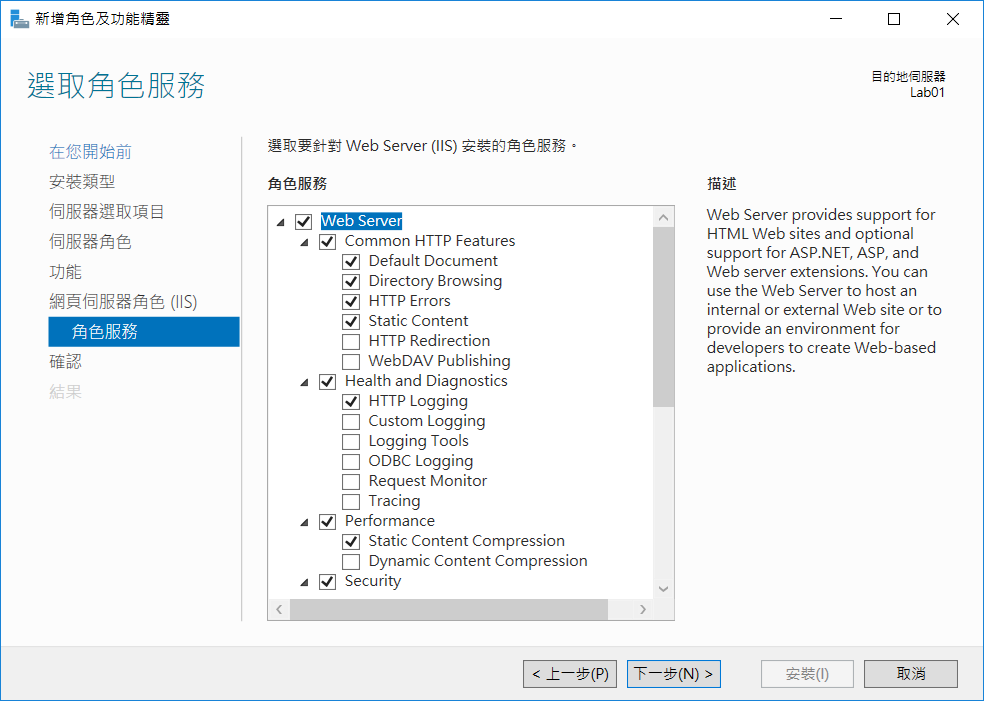 新增角色及功能精靈
選取角色服務
目的地伺服器
Lab01
在您開始前
安裝類型
伺服器選取項目
伺服器角色
功能
網頁伺服器角色 (IIS)
角色服務
確認
結果
選取要針對 Web Server (IIS) 安裝的角色服務。
角色服務
Web Server
Common HTTP Features
Default Document
Directory Browsing
HTTP Errors
Static Content
HTTP Redirection
WebDAV Publishing
Health and Diagnostics
HTTP Logging
Custom Logging
Logging Tools
ODBC Logging
Request Monitor
Tracing
Performance
Static Content Compression
Dynamic Content Compression
Security
描述
Web Server provides support for
HTML Web sites and optional
support for ASP.NET, ASP, and
Web server extensions. You can
use the Web Server to host an
internal or external Web site or to
provide an environment for
developers to create Web-based
applications.
< 上一步(P)
下一步(N) >
安裝(I)
取消